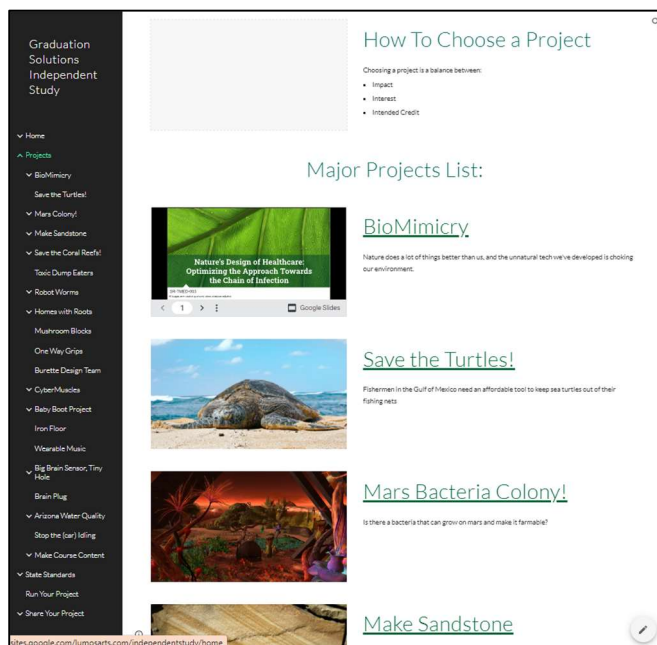 Graduation
Solutions
Independent
Study
Home
Projects
BioMimicry
Save the Turtles!
Mars Colony!
Make Sandstone
Save the Coral Reefs!
Toxic Dump Eaters
Robot Worms
Homes with Roots
Mushroom Blocks
One Way Grips
Burette Design Team
CyberMuscles
Baby Boot Project
Iron Floor
Wearable Music
Big Brain Sensor, Tiny
Hole
Brain Plug
Arizona Water Quality
Stop the (car) Idling
Make Course Content
State Standards
Run Your Project
Share Your Project
sites.google.com/lumosarts.com/independentstudy/home
How To Choose a Project
Choosing a project is a balance between:
• Impact
• Interest
• Intended Credit
Major Projects List:
Nature's Design of Healthcare:
Optimizing the Approach Towards
the Chain of Infection
1
Google Slides
BioMimicry
Nature does a lot of things better than us, and the unnatural tech we've developed is choking
our environment.
Save the Turtles!
Fishermen in the Gulf of Mexico need an affordable tool to keep sea turtles out of their
fishing nets
Mars Bacteria Colony!
Is there a bacteria that can grow on mars and make it farmable?
Make Sandstone